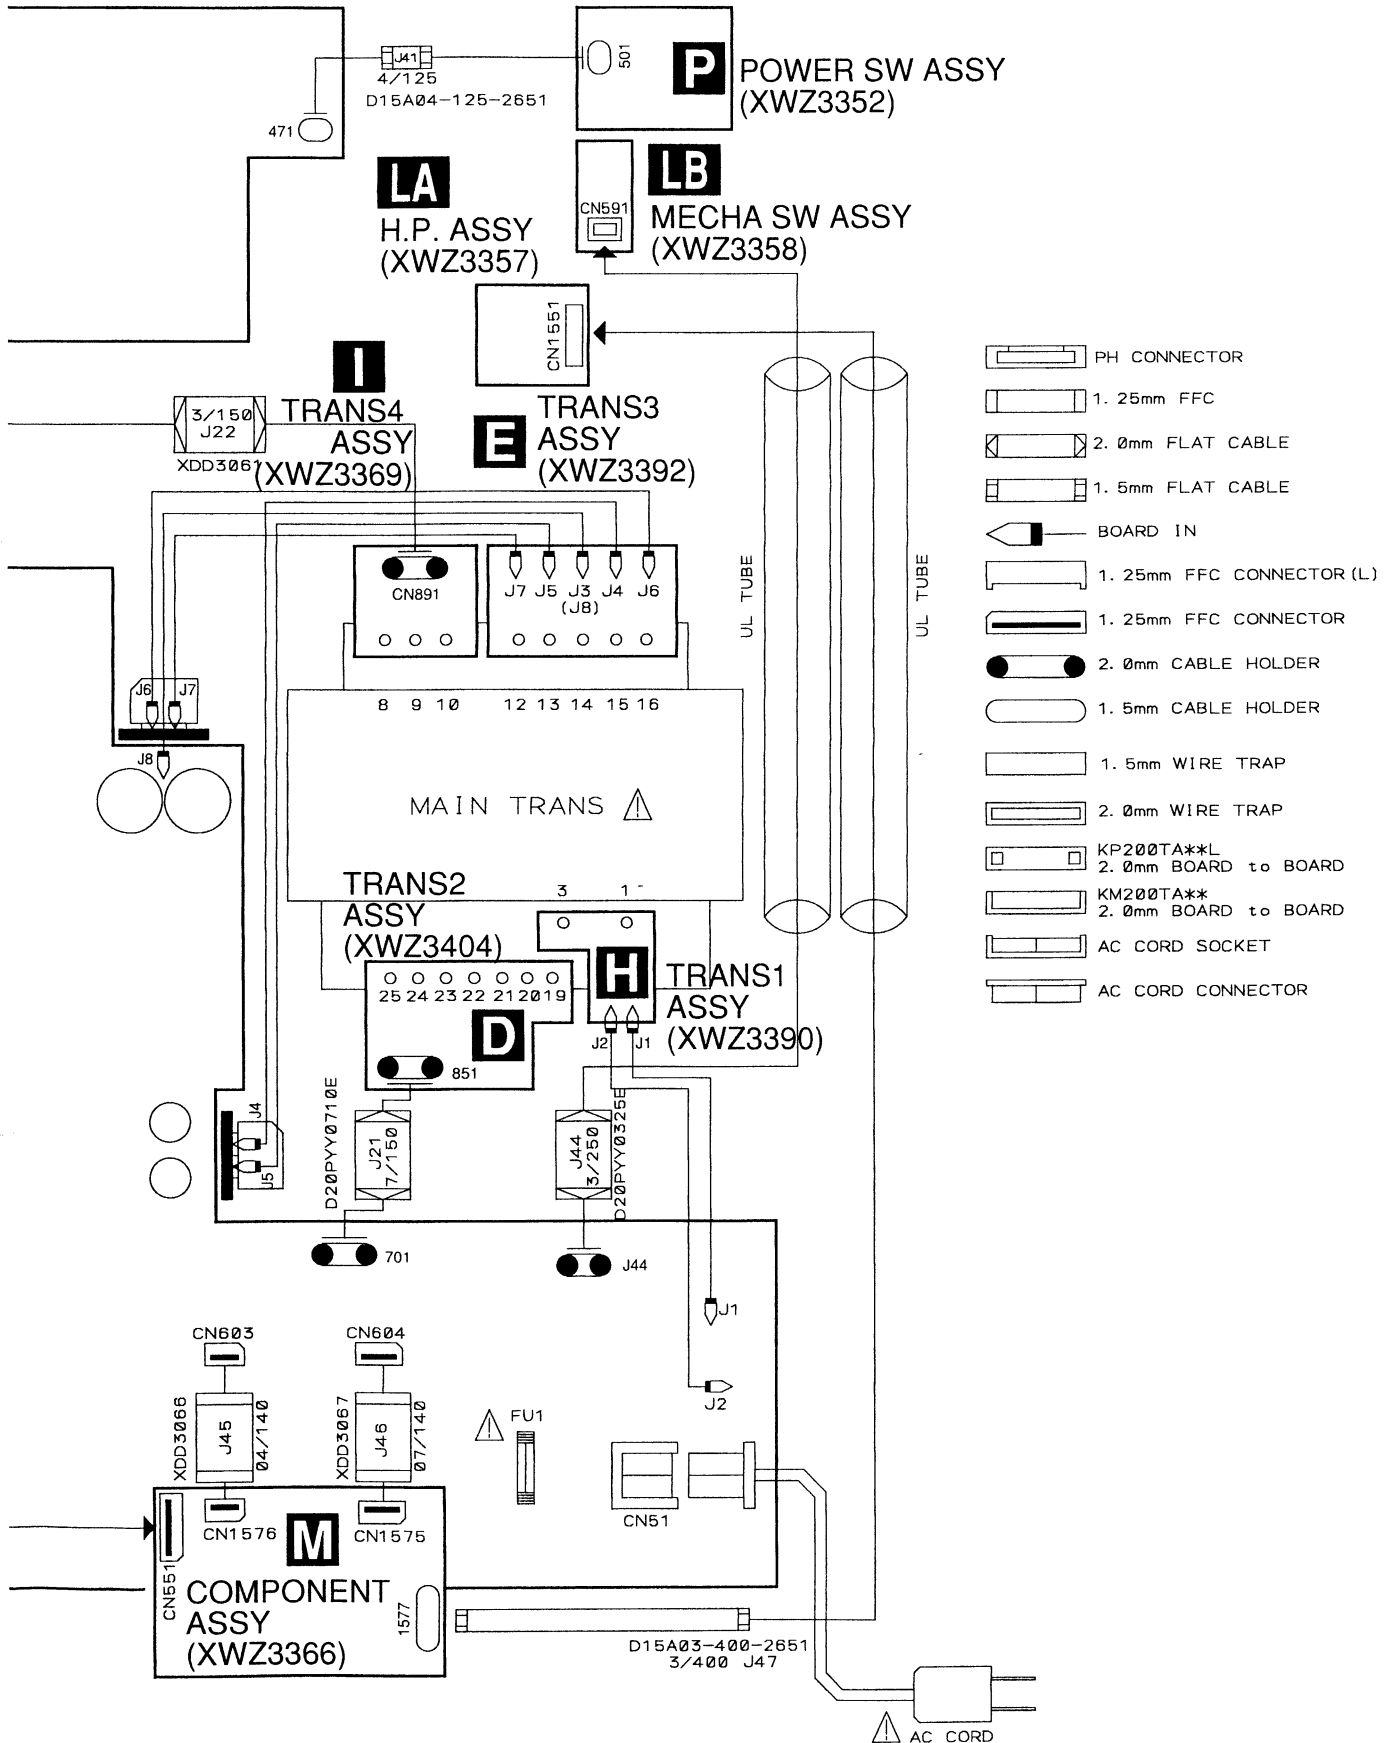 J41
4/125
D15A04-125-2651
471
501
P
POWER SW ASSY
(XWZ3352)
LA
H.P. ASSY
(XWZ3357)
CN591
LB
MECHA SW ASSY
(XWZ3358)
CN1551
I
TRANS4
ASSY
(XWZ3369)
3/150
J22
XDD3061
E
TRANS3
ASSY
(XWZ3392)
CN891
J7 J5 J3 J4 J6
(J8)
UL TUBE
UL TUBE
PH CONNECTOR
1.25mm FFC
2.0mm FLAT CABLE
1.5mm FLAT CABLE
BOARD IN
1.25mm FFC CONNECTOR(L)
1.25mm FFC CONNECTOR
2.0mm CABLE HOLDER
1.5mm CABLE HOLDER
1.5mm WIRE TRAP
2.0mm WIRE TRAP
KP200TA**L
2.0mm BOARD to BOARD
KM200TA**
2.0mm BOARD to BOARD
AC CORD SOCKET
AC CORD CONNECTOR
J6 J7
J8
8 9 10 12 13 14 15 16
MAIN TRANS
3 1
TRANS2
ASSY
(XWZ3404)
25 24 23 22 21 20 19
D
851
H
TRANS1
ASSY
(XWZ3390)
J2 J1
J4
J5
D20PYY0710E
J21
7/150
J44
3/250
D20PYY0325E
701
J44
J1
J2
CN603
CN604
XDD3066
J45
04/140
XDD3067
J46
07/140
FU1
CN51
CN1576
CN1575
M
CN551
COMPONENT
ASSY
(XWZ3366)
1577
D15A03-400-2651
3/400 J47
AC CORD